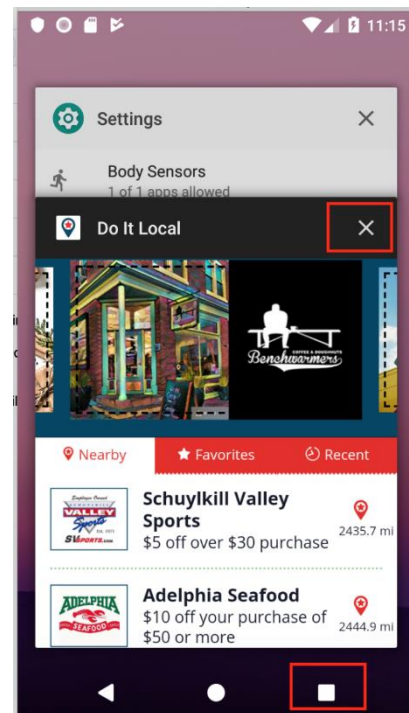 11:15
Settings
Body Sensors
1 of 1 apps allowed
Do It Local
COFFEE & DOUGHNUTS
Benchwarmers
Nearby
Favorites
Recent
Employee Owned
VALLEY
Sports
SVSPORTS.COM
Schuylkill Valley
Sports
$5 off over $30 purchase
2435.7 mi
ADELPHIA
SEAFOOD
Adelphia Seafood
$10 off your purchase of
$50 or more
2444.9 mi